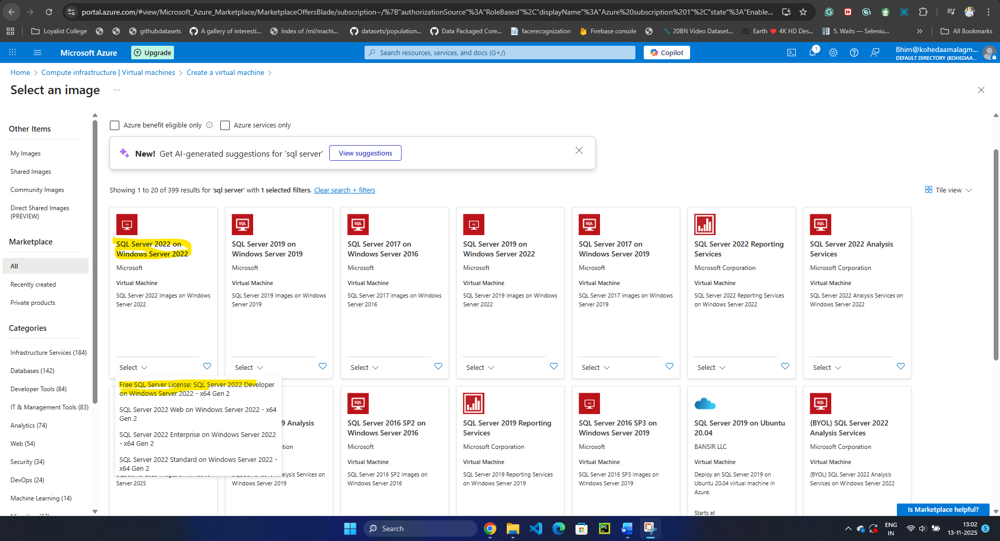 portal.azure.com/#view/Microsoft_Azure_Marketplace/MarketplaceOffersBlade/subscription~/%7B"authorizationSource"%3A"RoleBased"%2C"displayName"%3A"Azure%20subscription%201"%2C"state"%3A"Enable...
Loyalist College
githubdatasets
A gallery of interesti...
Index of /ml/machi...
datasets/population...
Data Packaged Core...
facerecognization
Firebase console
20BN Video Dataset...
Earth ❤️ 4K HD Des...
5. Waits — Seleniu...
All Bookmarks
Microsoft Azure
Upgrade
Search resources, services, and docs (G+/)
Copilot
1
Bhim@kohedaamalagm...
DEFAULT DIRECTORY (KOHEDAA...
Home > Compute infrastructure | Virtual machines > Create a virtual machine >
Select an image ...
Other Items
My Images
Shared Images
Community Images
Direct Shared Images
(PREVIEW)
Marketplace
All
Recently created
Private products
Categories
Infrastructure Services (184)
Databases (142)
Developer Tools (84)
IT & Management Tools (83)
Analytics (74)
Web (54)
Security (34)
DevOps (24)
Machine Learning (14)
Azure benefit eligible only
Azure services only
New! Get AI-generated suggestions for 'sql server'
View suggestions
Showing 1 to 20 of 399 results for 'sql server' with 1 selected filters. Clear search + filters
Tile view
SQL
SQL Server 2022 on
Windows Server 2022
Microsoft
Virtual Machine
SQL Server 2022 images on Windows
Server 2022
Select
SQL
SQL Server 2019 on
Windows Server 2019
Microsoft
Virtual Machine
SQL Server 2019 images on Windows
Server 2019
Select
SQL
SQL Server 2017 on
Windows Server 2016
Microsoft
Virtual Machine
SQL Server 2017 images on Windows
Server 2016
Select
SQL
SQL Server 2019 on
Windows Server 2022
Microsoft
Virtual Machine
SQL Server 2019 images on Windows
Server 2022
Select
SQL
SQL Server 2017 on
Windows Server 2019
Microsoft
Virtual Machine
SQL Server 2017 images on Windows
Server 2019
Select
SQL Server 2022 Reporting
Services
Microsoft Corporation
Virtual Machine
SQL Server 2022 Reporting Services
on Windows Server 2022
Select
SQL
SQL Server 2022 Analysis
Services
Microsoft Corporation
Virtual Machine
SQL Server 2022 Analysis Services on
Windows Server 2022
Select
Free SQL Server License: SQL Server 2022 Developer
on Windows Server 2022 - x64 Gen 2
SQL Server 2022 Web on Windows Server 2022 - x64
Gen 2
SQL Server 2022 Enterprise on Windows Server 2022
- x64 Gen 2
SQL Server 2022 Standard on Windows Server 2022 -
x64 Gen 2
Server 2025
9 Analysis
tion
alysis Services on
Windows Server 2019
SQL
SQL Server 2016 SP2 on
Windows Server 2016
Microsoft
Virtual Machine
SQL Server 2016 SP2 images on
Windows Server 2016
SQL Server 2019 Reporting
Services
Microsoft Corporation
Virtual Machine
SQL Server 2019 Reporting Services
on Windows Server 2019
SQL
SQL Server 2016 SP3 on
Windows Server 2019
Microsoft
Virtual Machine
SQL Server 2016 SP3 images on
Windows Server 2019
SQL Server 2019 on Ubuntu
20.04
BANSIR LLC
Virtual Machine
Deploy an SQL Server 2019 on
Ubuntu 20.04 virtual machine in
Azure.
Starts at
SQL
{BYOL} SQL Server 2022
Analysis Services
Microsoft Corporation
Virtual Machine
{BYOL} SQL Server 2022 Analysis
Services on Windows Server 2022
Is Marketplace helpful?
Search
PC
ENG
IN
13:02
13-11-2025
5